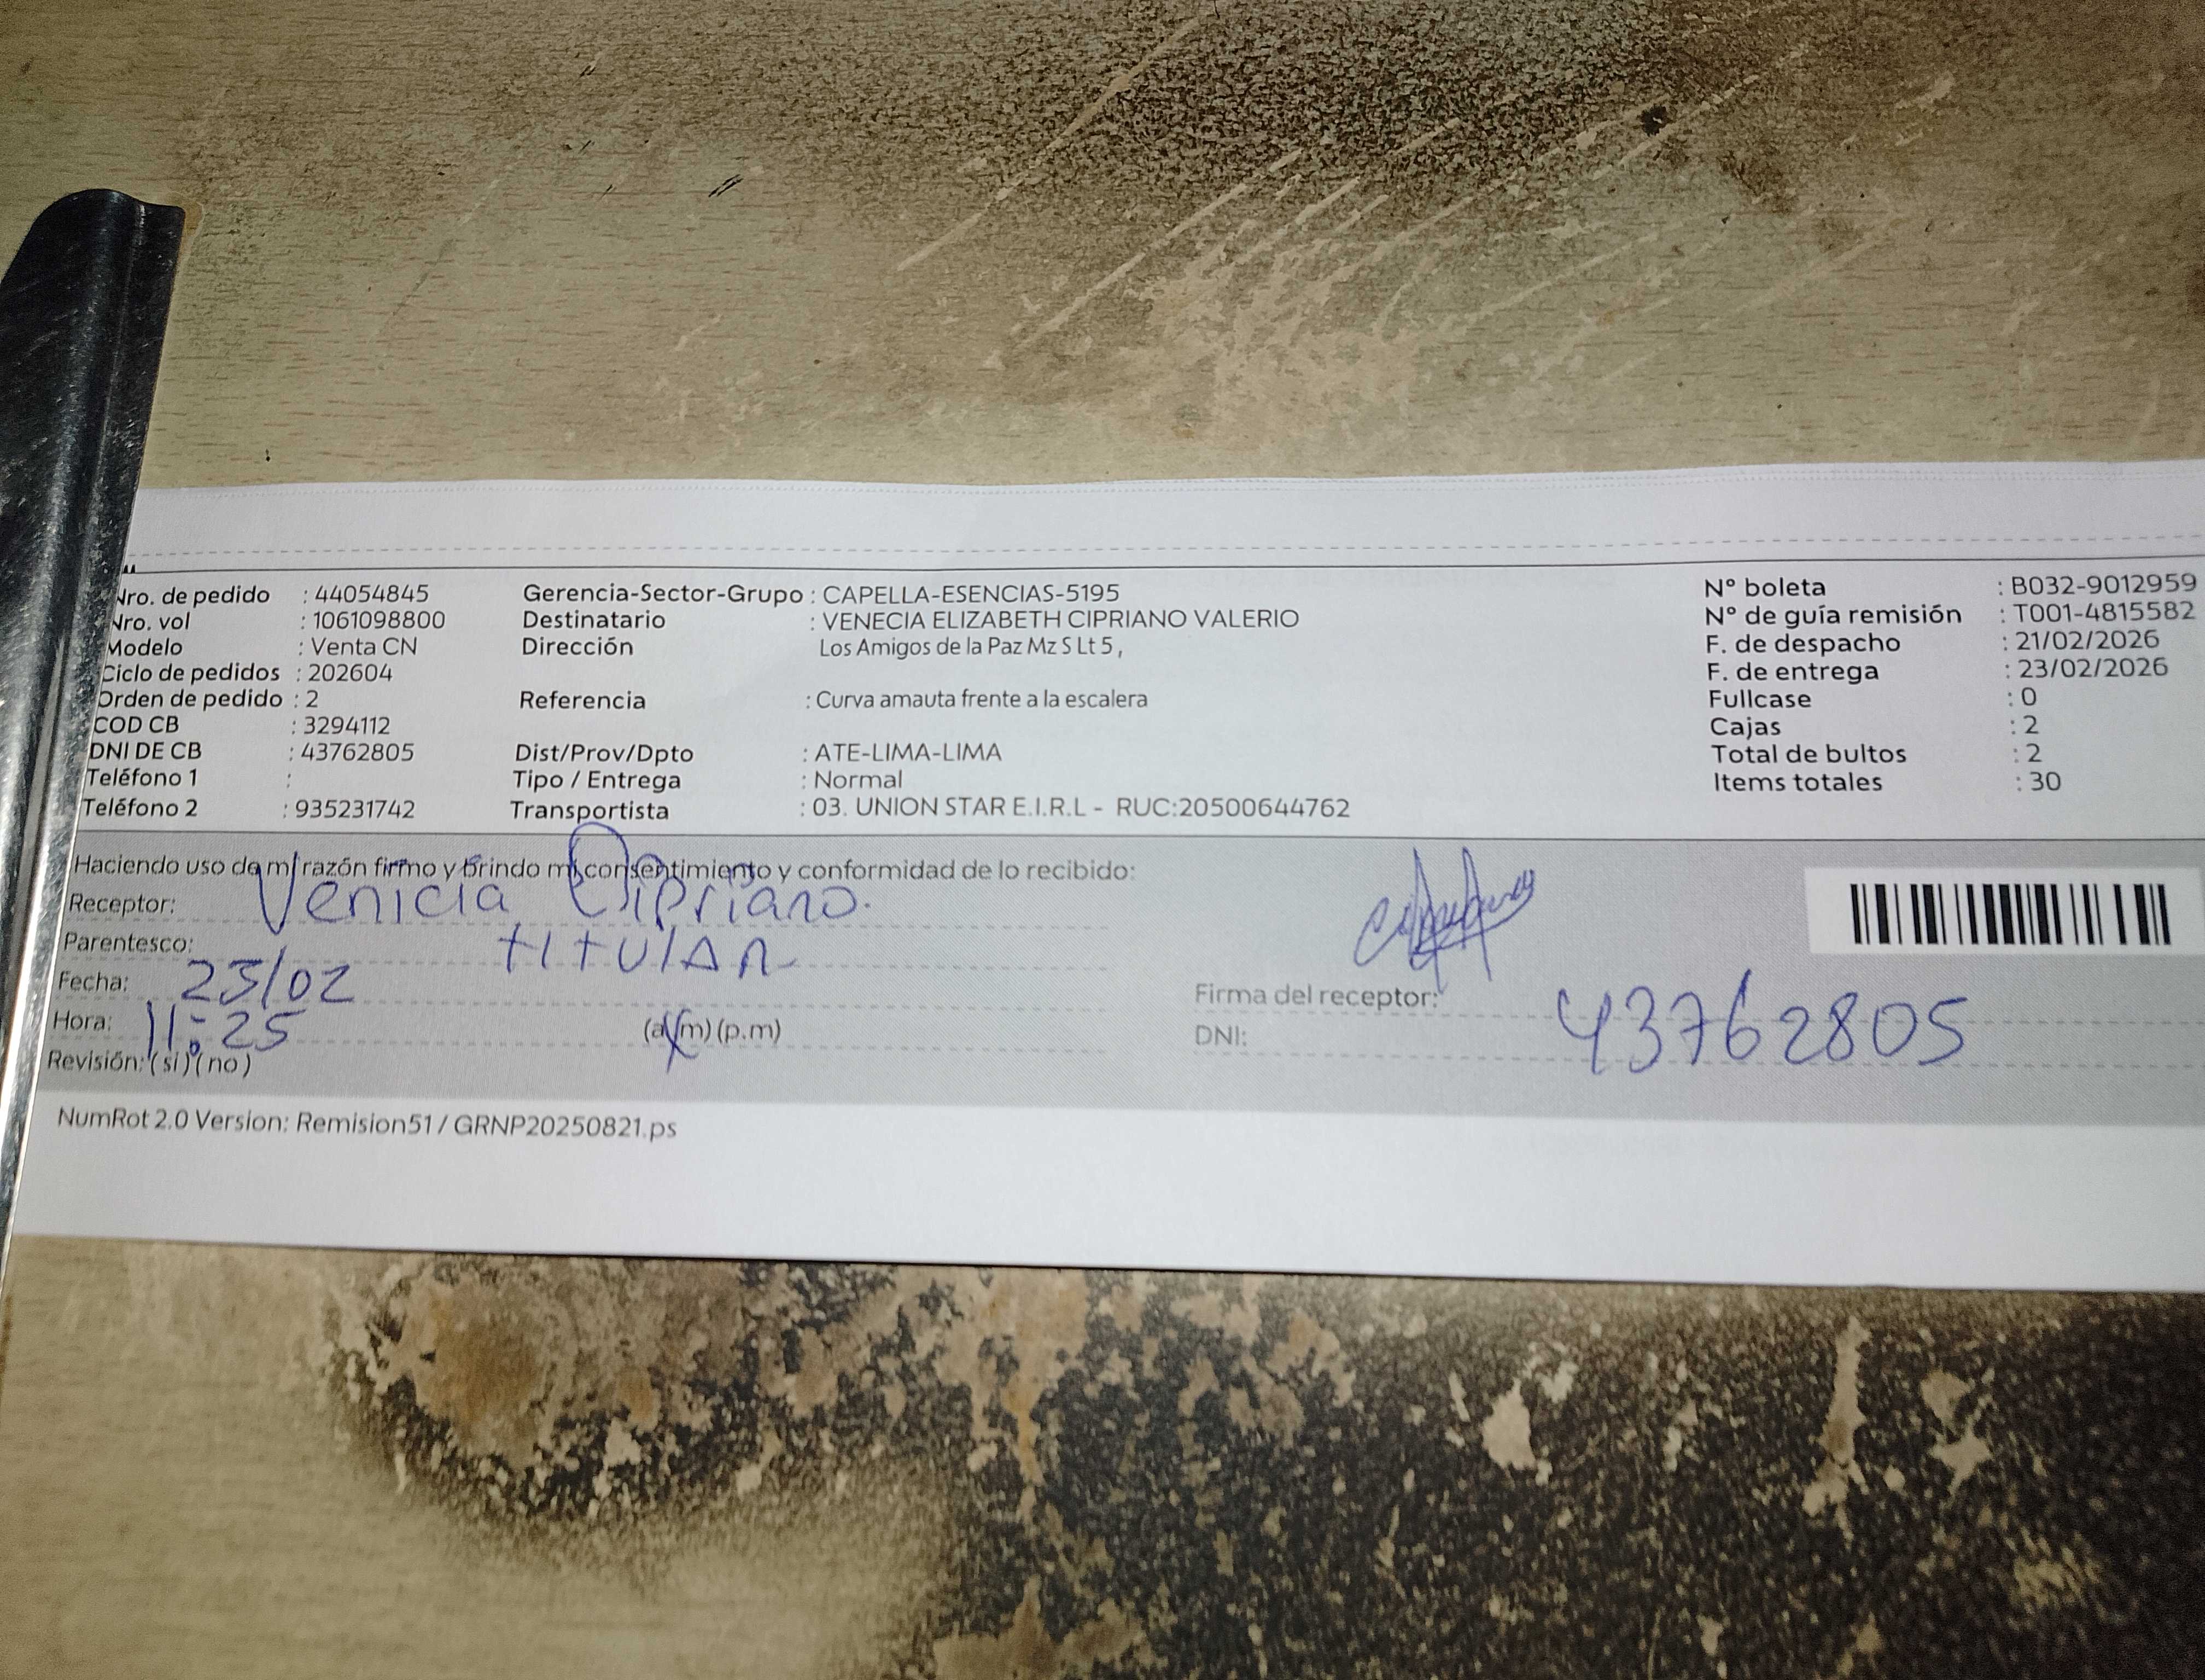 Nro. de pedido : 44054845 Gerencia-Sector-Grupo : CAPELLA-ESENCIAS-5195 N° boleta : B032-9012959
Nro. vol : 1061098800 Destinatario : VENECIA ELIZABETH CIPRIANO VALERIO N° de guía remisión : T001-4815582
Modelo : Venta CN Dirección Los Amigos de la Paz Mz S Lt 5 , F. de despacho : 21/02/2026
Ciclo de pedidos : 202604 F. de entrega : 23/02/2026
Orden de pedido : 2 Referencia : Curva amauta frente a la escalera Fullcase : 0
COD CB : 3294112 Cajas : 2
DNI DE CB : 43762805 Dist/Prov/Dpto : ATE-LIMA-LIMA Total de bultos : 2
Teléfono 1 : Tipo / Entrega : Normal Items totales : 30
Teléfono 2 : 935231742 Transportista : 03. UNION STAR E.I.R.L - RUC:20500644762
Haciendo uso de mi razón firmo y brindo mi consentimiento y conformidad de lo recibido:
Receptor: Venicia Cipriano.
Parentesco: titular
Fecha: 23/02
Firma del receptor:
Hora: 11:25 (a.m) (p.m)
DNI: 43762805
Revisión: ( si ) ( no )
NumRot 2.0 Version: Remision51 / GRNP20250821.ps